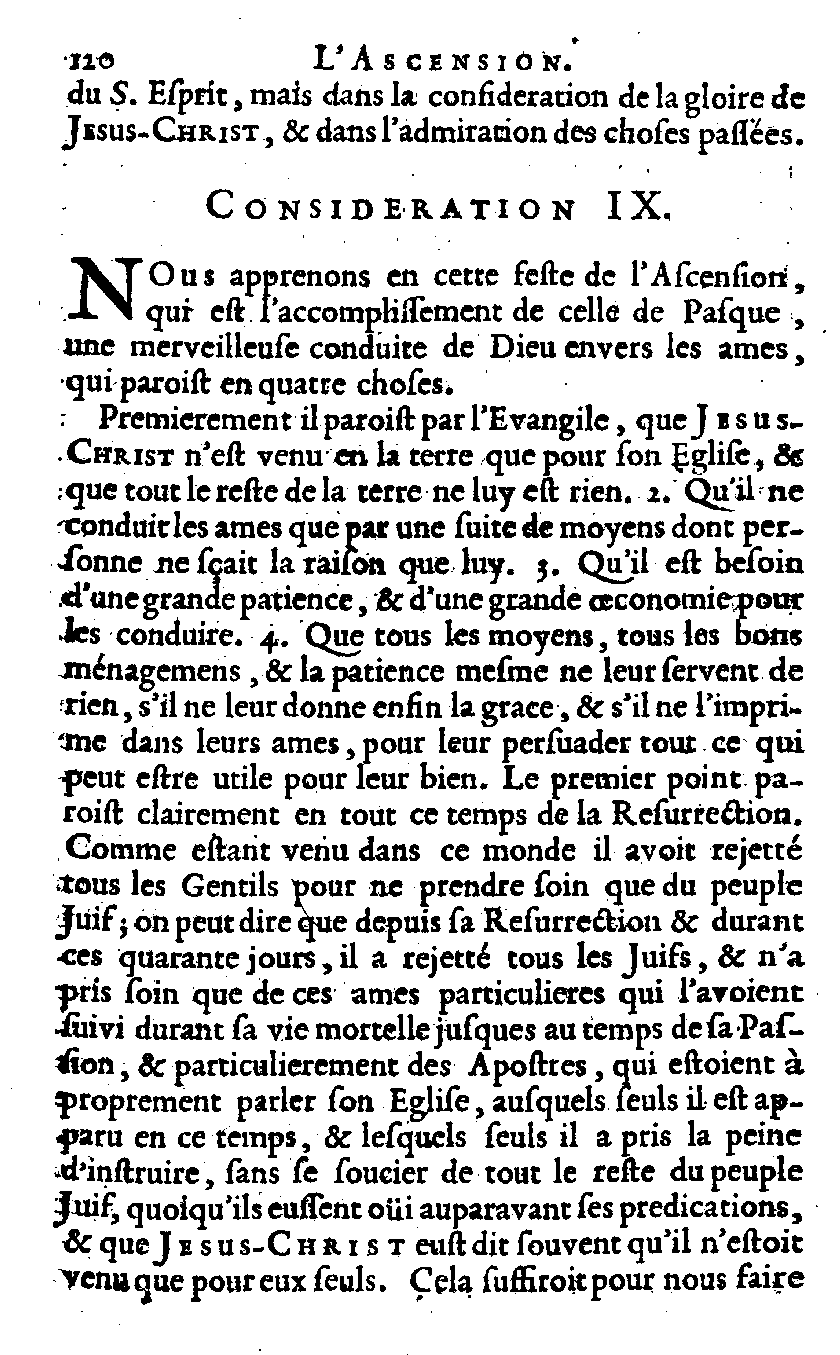 120 L'ASCENSION.
du S. Eſprit, mais dans la conſideration de la gloire de
JESUS-CHRIST, & dans l'admiration des choſes paſſées.
CONSIDERATION IX.
NOus apprenons en cette feſte de l'Aſcenſion,
qui eſt l'accompliſſement de celle de Paſque,
une merveilleuſe conduite de Dieu envers les ames,
qui paroiſt en quatre choſes.
Premierement il paroiſt par l'Evangile, que JESUS-
CHRIST n'eſt venu en la terre que pour ſon Egliſe, &
que tout le reſte de la terre ne luy eſt rien. 2. Qu'il ne
conduit les ames que par une ſuite de moyens dont per-
ſonne ne ſçait la raiſon que luy. 3. Qu'il eſt beſoin
d'une grande patience, & d'une grande œconomie pour
les conduire. 4. Que tous les moyens, tous les bons
ménagemens, & la patience meſme ne leur ſervent de
rien, s'il ne leur donne enfin la grace, & s'il ne l'impri-
me dans leurs ames, pour leur perſuader tout ce qui
peut eſtre utile pour leur bien. Le premier point pa-
roiſt clairement en tout ce temps de la Reſurrection.
Comme eſtant venu dans ce monde il avoit rejetté
tous les Gentils pour ne prendre ſoin que du peuple
Juif; on peut dire que depuis ſa Reſurrection & durant
ces quarante jours, il a rejetté tous les Juifs, & n'a
pris ſoin que de ces ames particulieres qui l'avoient
ſuivi durant ſa vie mortelle juſques au temps de ſa Paſ-
ſion, & particulierement des Apoſtres, qui eſtoient à
proprement parler ſon Egliſe, auſquels ſeuls il eſt ap-
paru en ce temps, & leſquels ſeuls il a pris la peine
d'inſtruire, ſans ſe ſoucier de tout le reſte du peuple
Juif, quoiqu'ils euſſent oüi auparavant ſes predications,
& que JESUS-CHRIST euſt dit ſouvent qu'il n'eſtoit
venu que pour eux ſeuls. Cela ſuffiroit pour nous faire